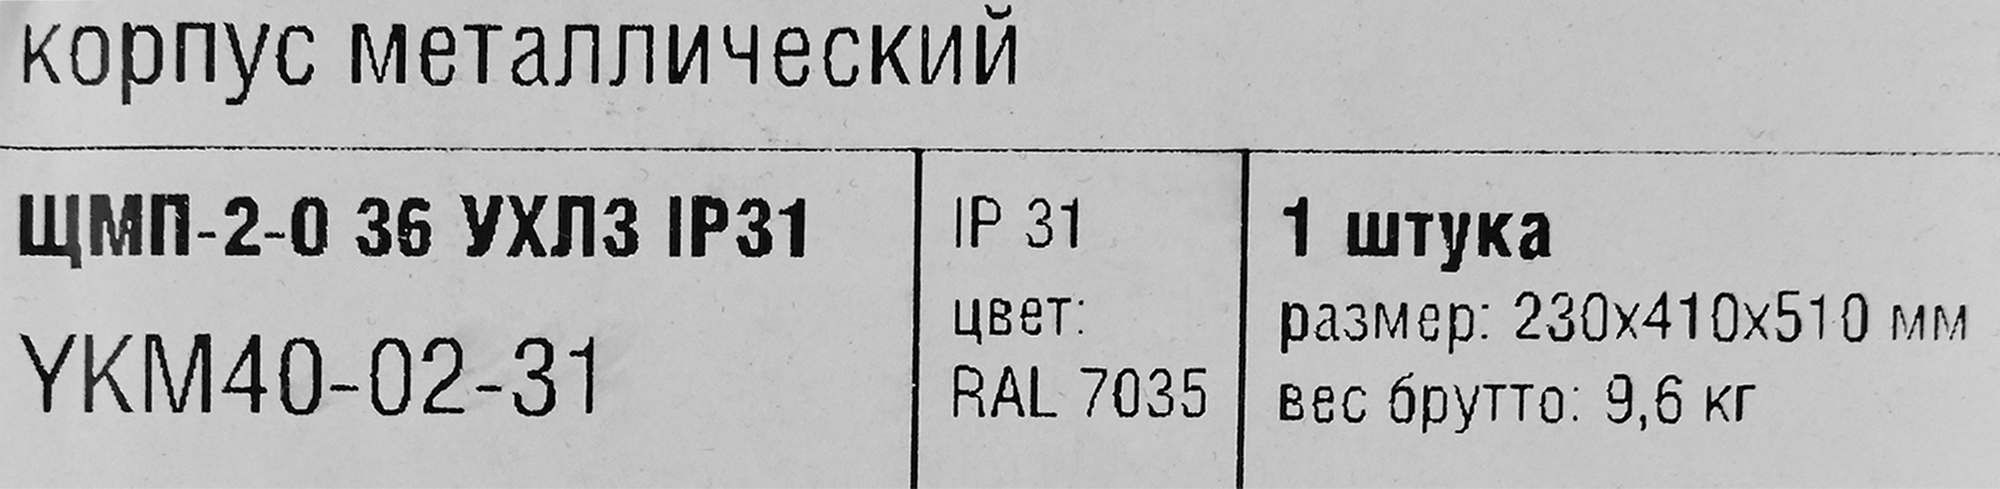 корпус металлический
ЩМП-2-0 36 УХЛ3 IP31
YKM40-02-31
IP 31
цвет:
RAL 7035
1 штука
размер: 230x410x510 мм
вес брутто: 9,6 кг